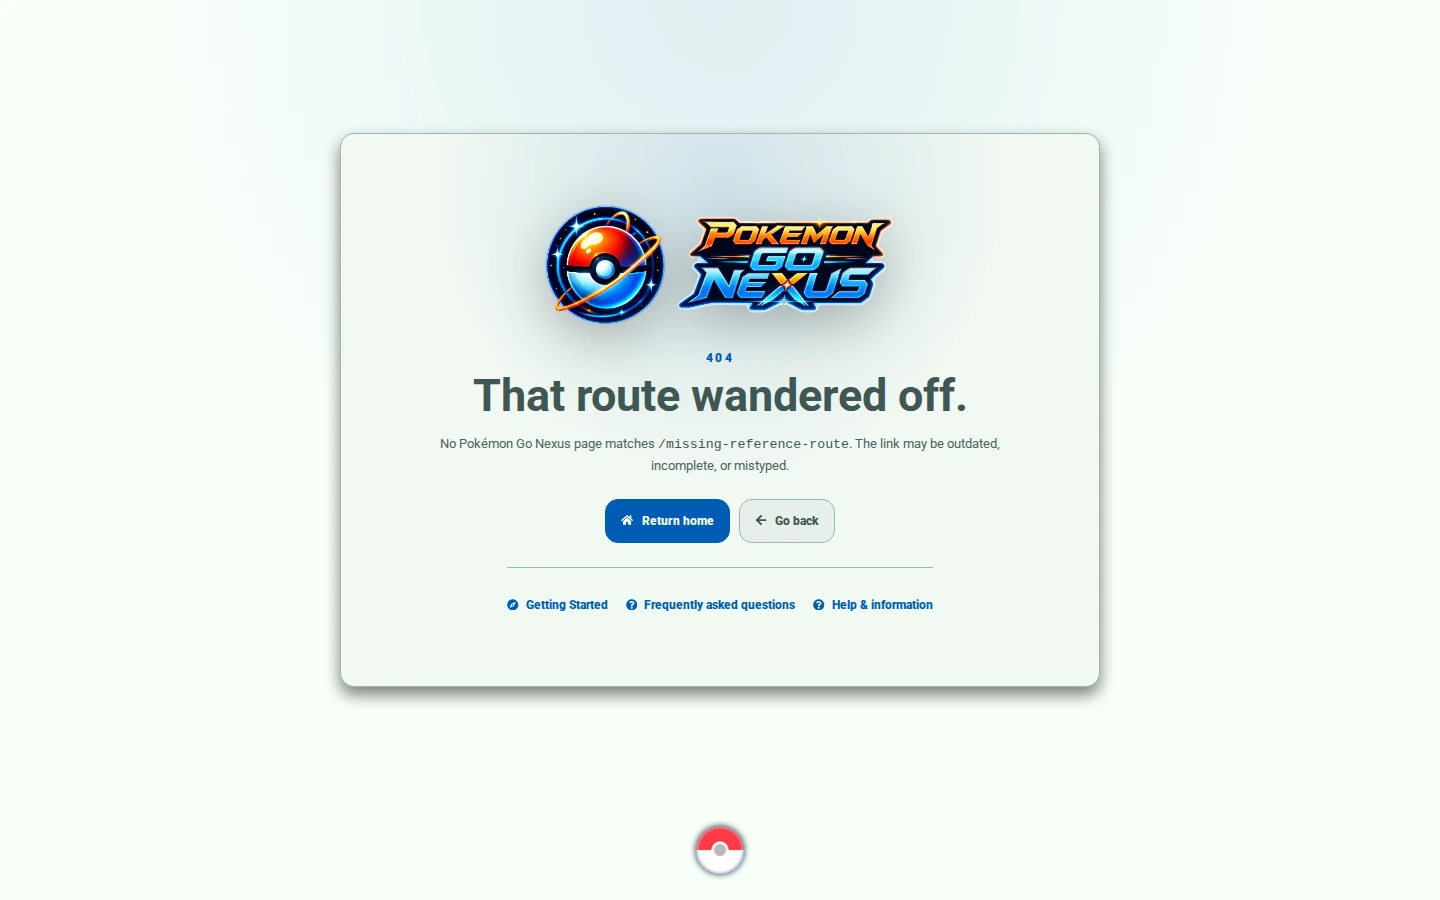 POKEMON
GO
NEXUS
404
That route wandered off.
No Pokémon Go Nexus page matches /missing-reference-route. The link may be outdated,
incomplete, or mistyped.
Return home
Go back
Getting Started
Frequently asked questions
Help & information